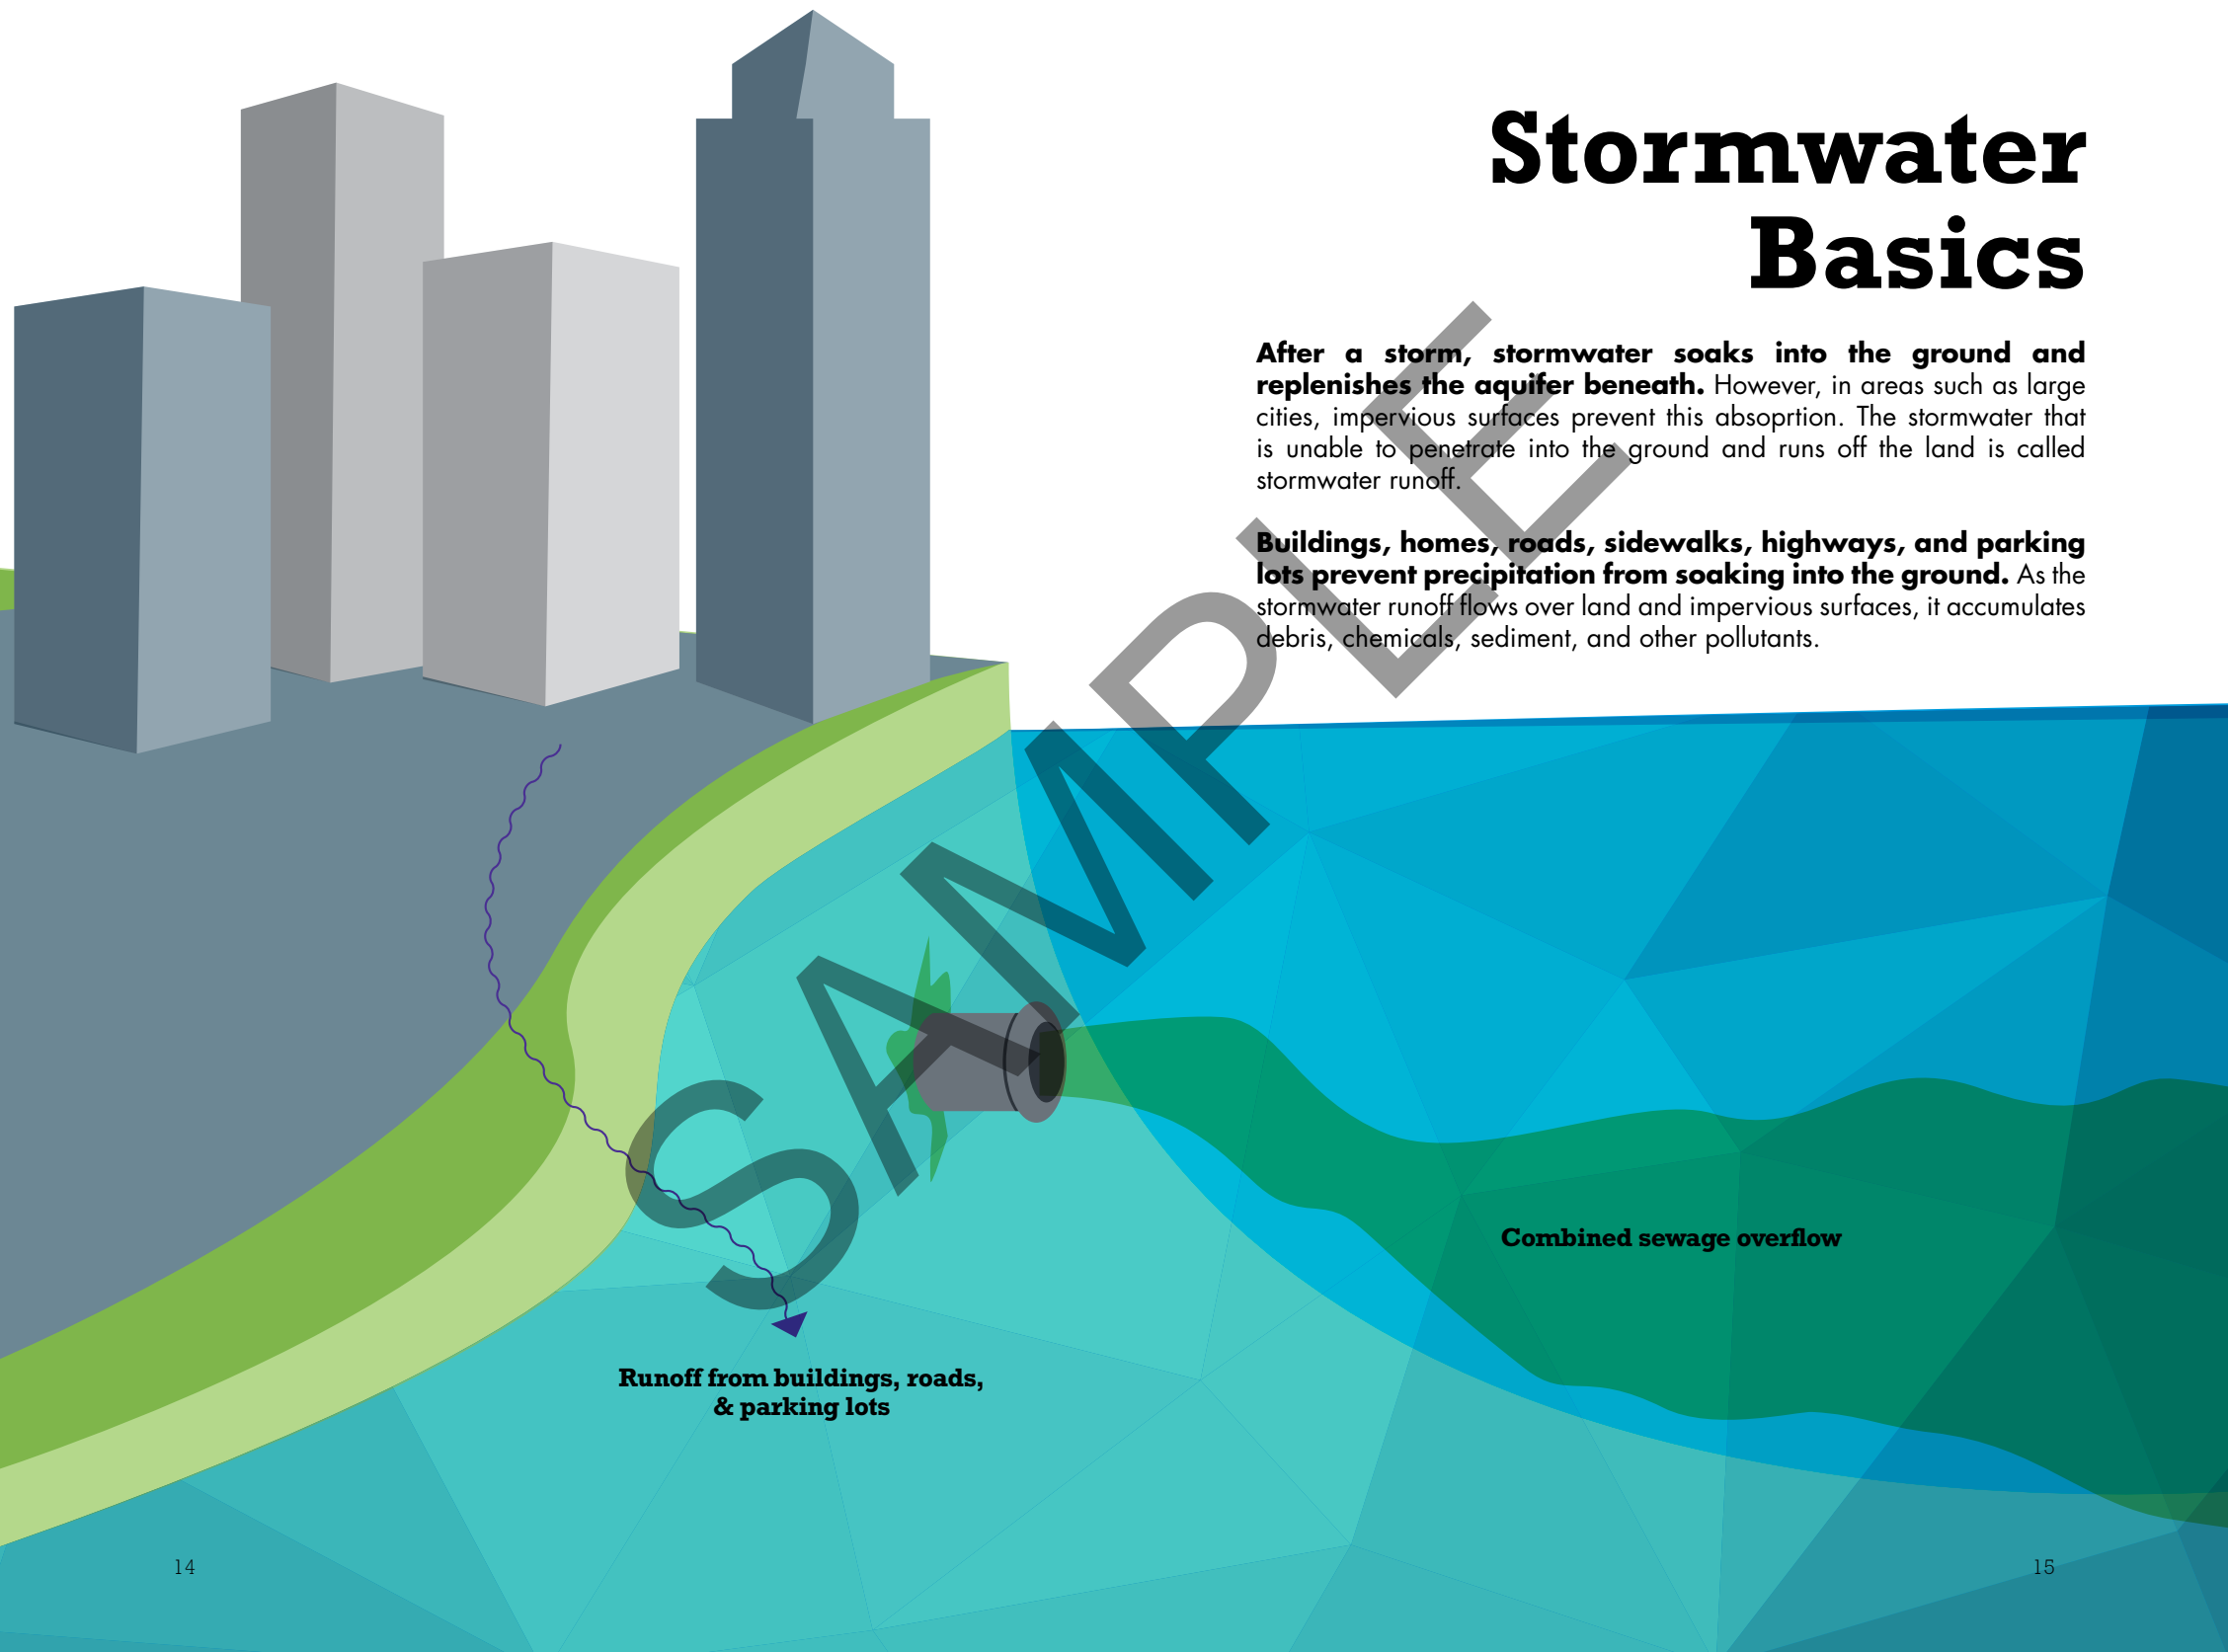 Stormwater
Basics
After a storm, stormwater soaks into the ground and
replenishes the aquifer beneath. However, in areas such as large
cities, impervious surfaces prevent this absoprtion. The stormwater that
is unable to penetrate into the ground and runs off the land is called
stormwater runoff.
Buildings, homes, roads, sidewalks, highways, and parking
lots prevent precipitation from soaking into the ground. As the
stormwater runoff flows over land and impervious surfaces, it accumulates
debris, chemicals, sediment, and other pollutants.
SAMPLE
Combined sewage overflow
Runoff from buildings, roads,
& parking lots
14
15